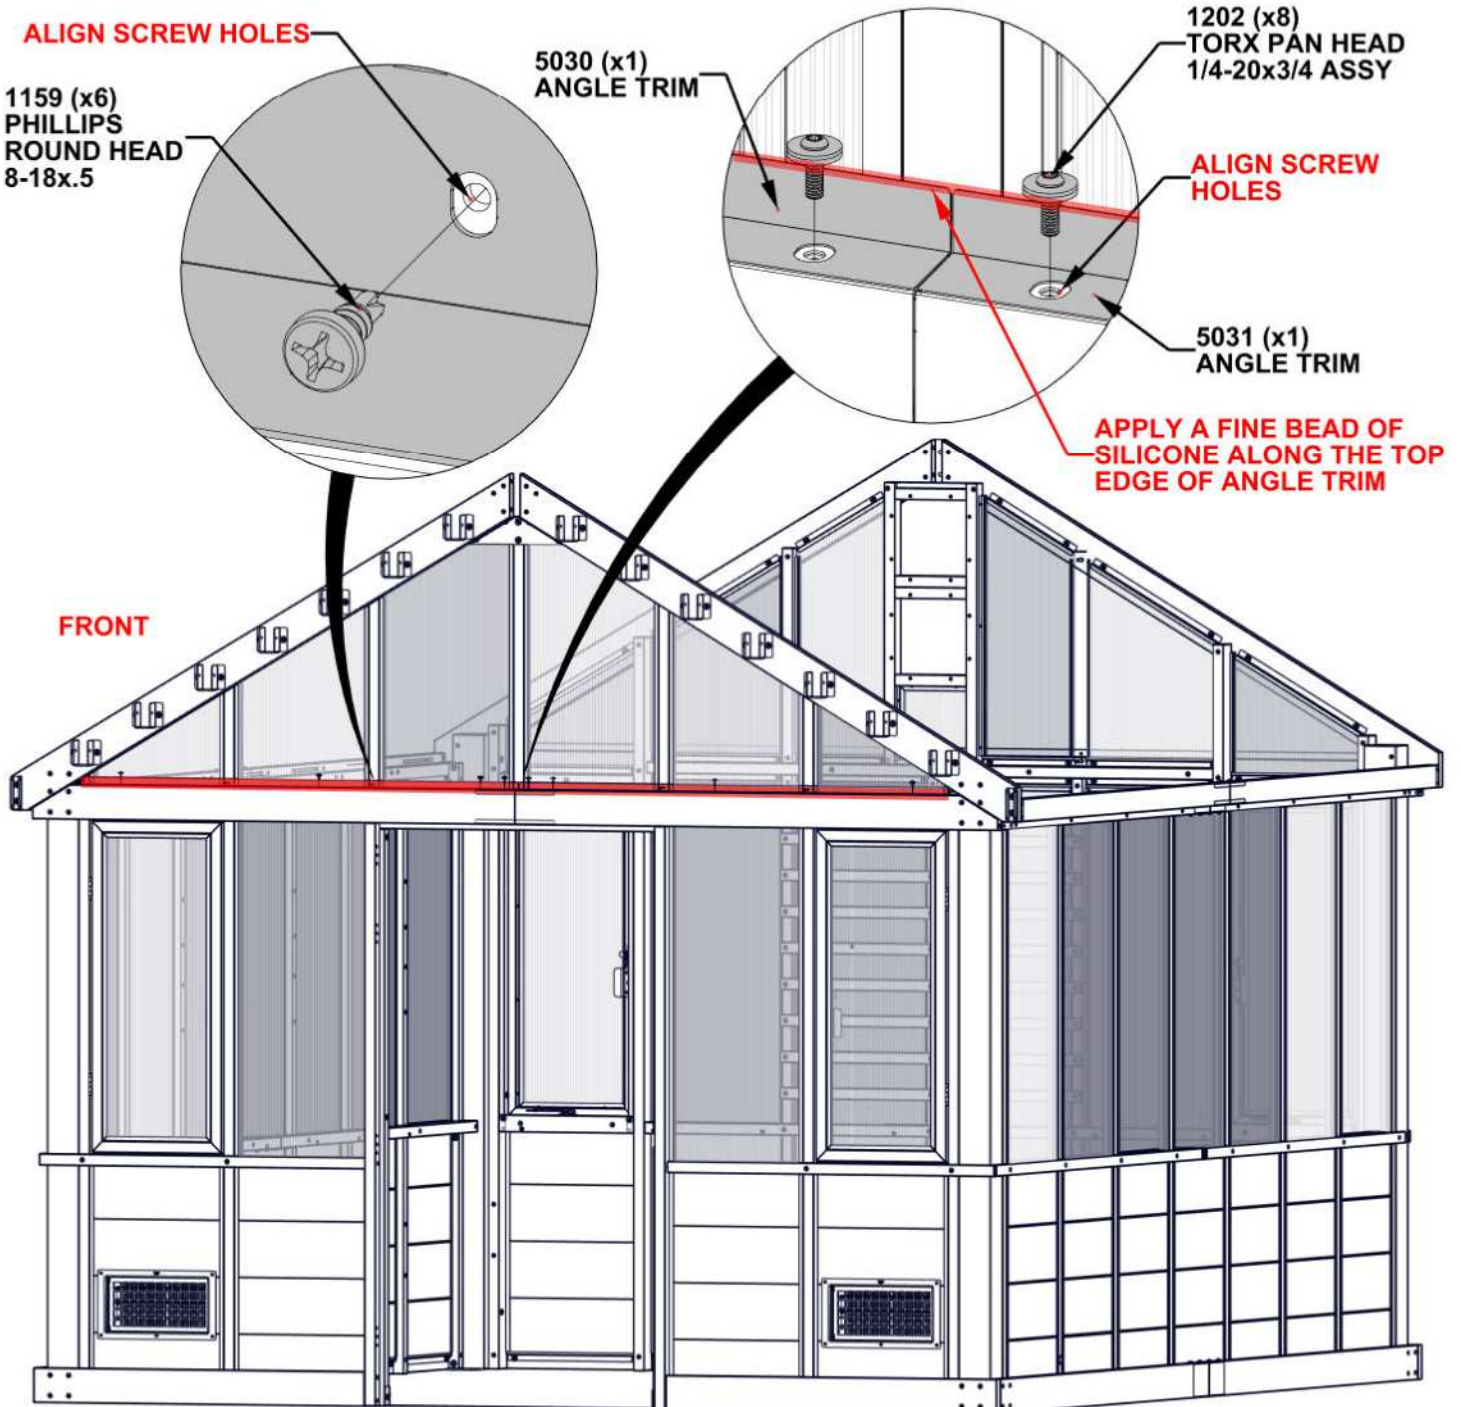 ALIGN SCREW HOLES
1159 (x6)
PHILLIPS
ROUND HEAD
8-18x.5
5030 (x1)
ANGLE TRIM
1202 (x8)
TORX PAN HEAD
1/4-20x3/4 ASSY
ALIGN SCREW
HOLES
5031 (x1)
ANGLE TRIM
APPLY A FINE BEAD OF
SILICONE ALONG THE TOP
EDGE OF ANGLE TRIM
FRONT